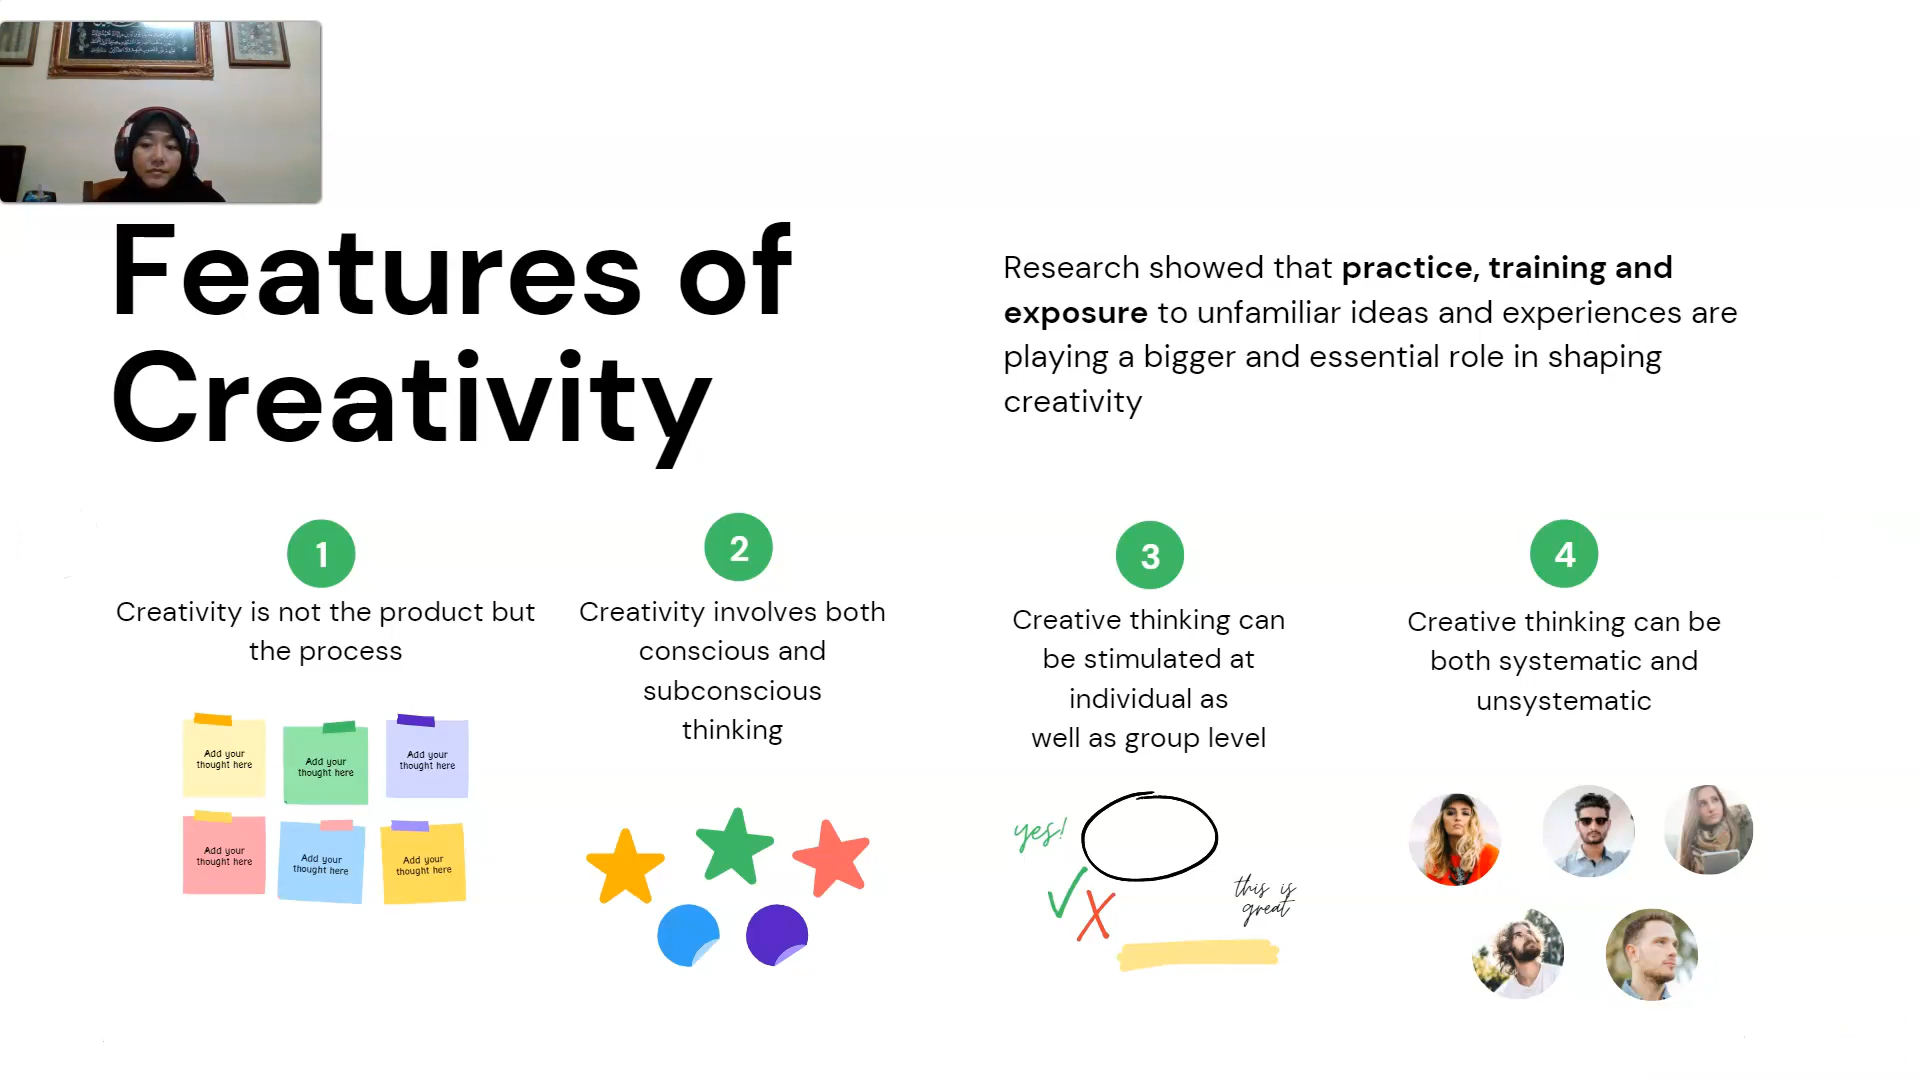 Features of
Creativity
Research showed that practice, training and
exposure to unfamiliar ideas and experiences are
playing a bigger and essential role in shaping
creativity
1
Creativity is not the product but
the process
Add your
thought here
Add your
thought here
Add your
thought here
Add your
thought here
Add your
thought here
Add your
thought here
2
Creativity involves both
conscious and
subconscious
thinking
3
Creative thinking can
be stimulated at
individual as
well as group level
yes!
this is
great
4
Creative thinking can be
both systematic and
unsystematic